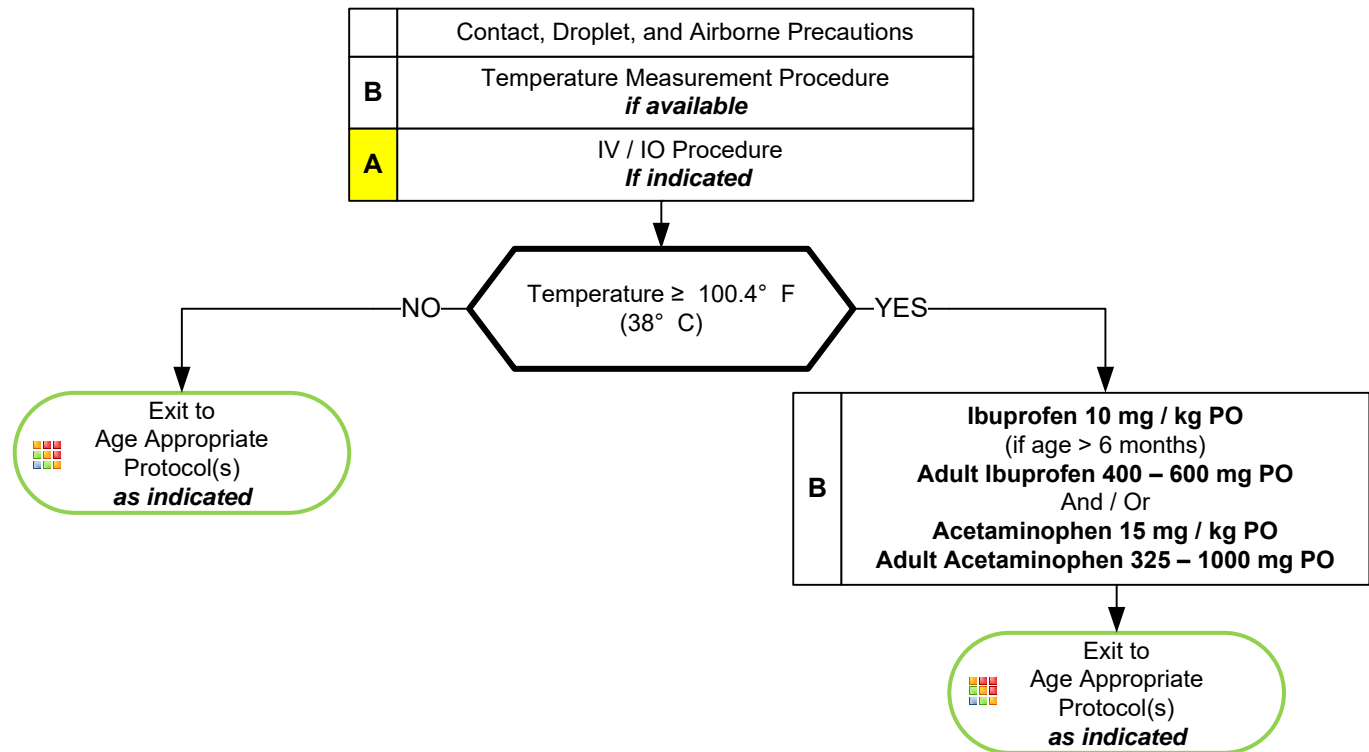 Contact, Droplet, and Airborne Precautions
B
Temperature Measurement Procedure
if available
A
IV / IO Procedure
If indicated
Temperature ≥ 100.4° F
(38° C)
NO
YES
Exit to
Age Appropriate
Protocol(s)
as indicated
B
Ibuprofen 10 mg / kg PO
(if age > 6 months)
Adult Ibuprofen 400 – 600 mg PO
And / Or
Acetaminophen 15 mg / kg PO
Adult Acetaminophen 325 – 1000 mg PO
Exit to
Age Appropriate
Protocol(s)
as indicated